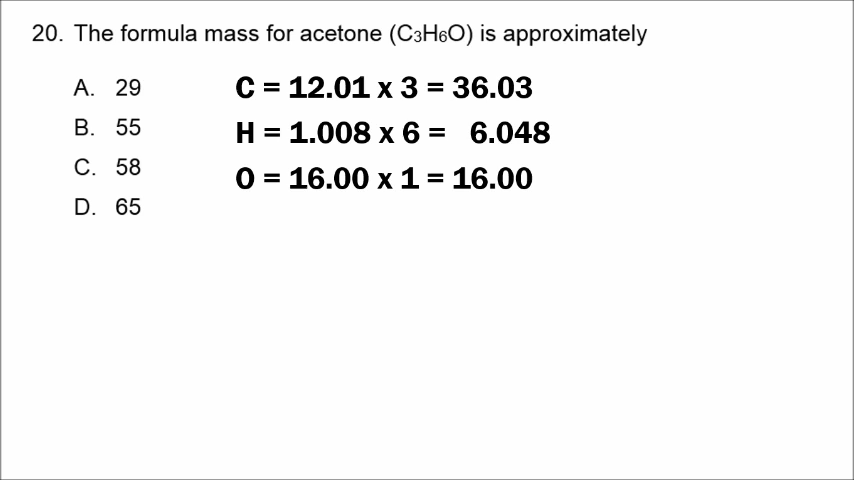 20. The formula mass for acetone (C₃H₆O) is approximately
A. 29
B. 55
C. 58
D. 65
C = 12.01 x 3 = 36.03
H = 1.008 x 6 = 6.048
O = 16.00 x 1 = 16.00